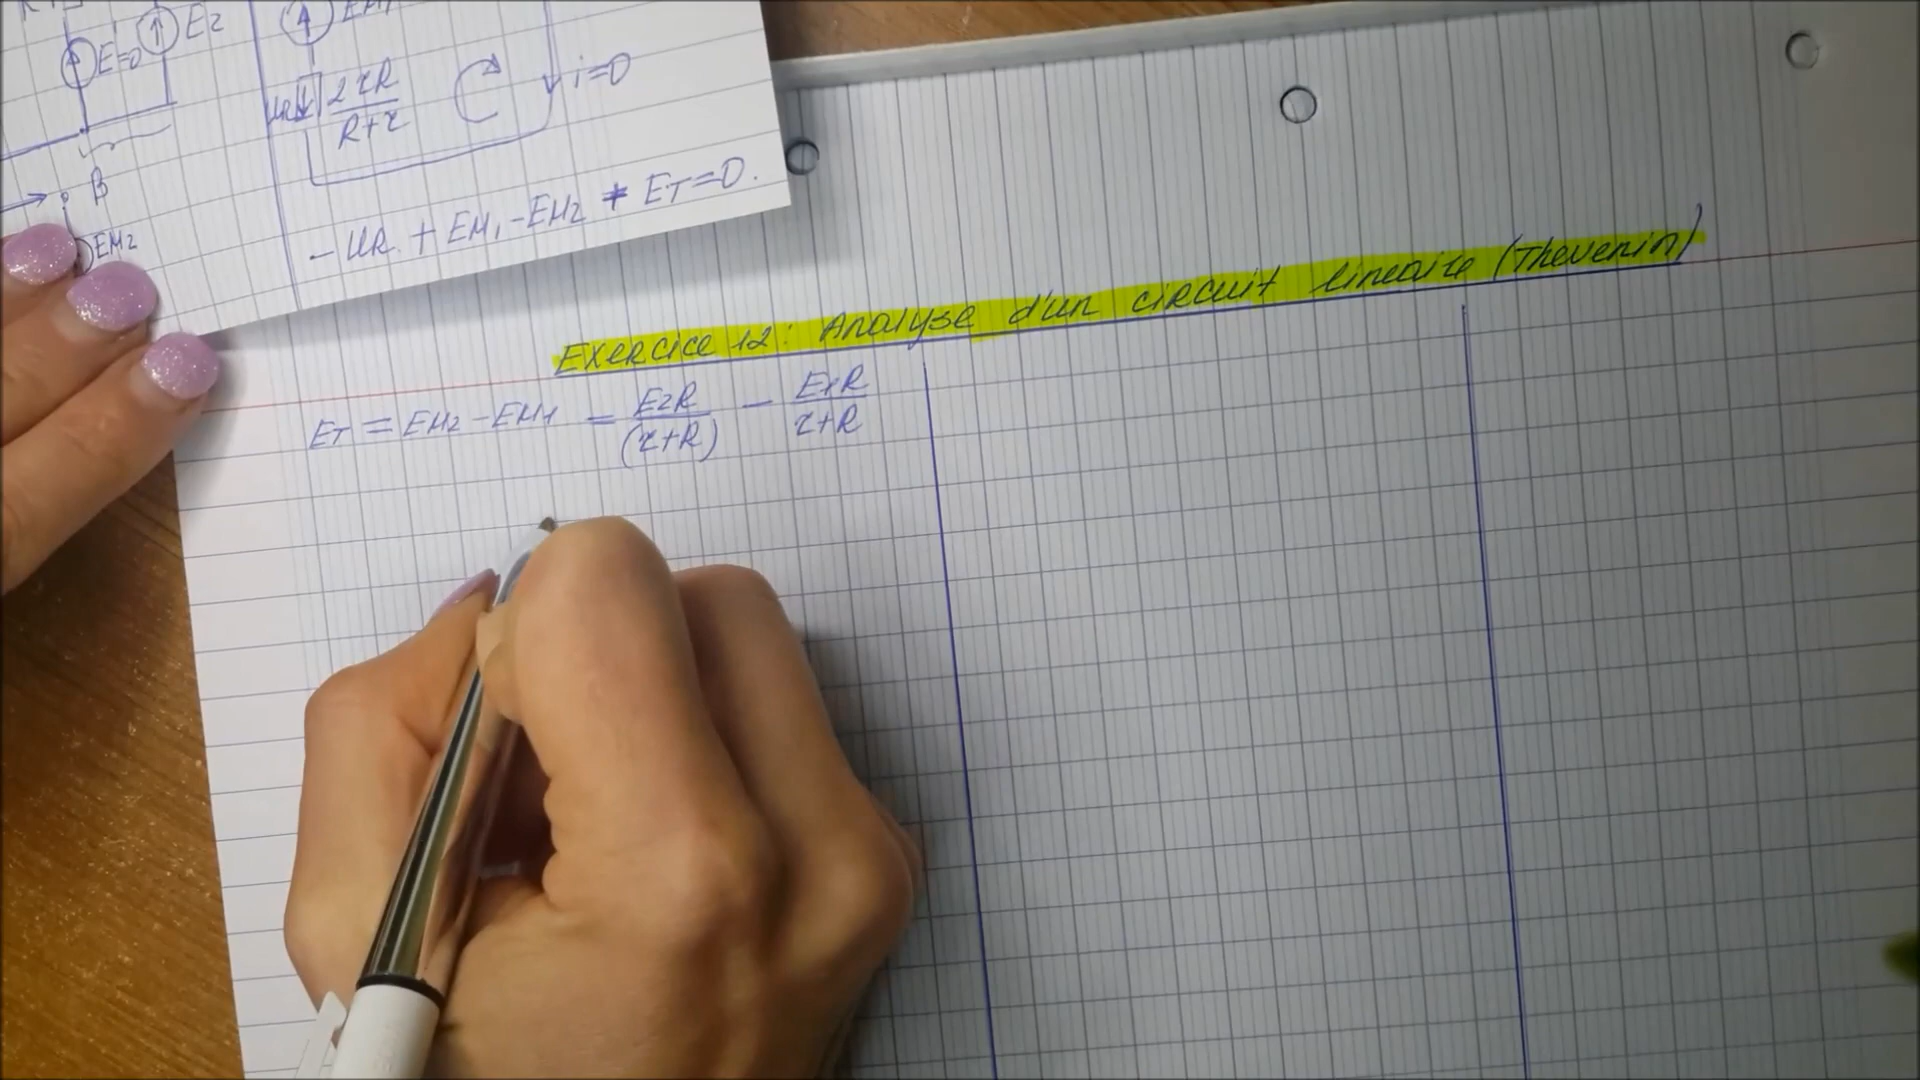 E2
E=0
2rR
R+r
i=0
B
EM2
- UR + EM1 - EM2 + ET = 0.
Exercice 12: Analyse d'un circuit lineaire (Thevenin)
ET = EM2 - EM1 = E2R/(r+R) - E1R/r+R